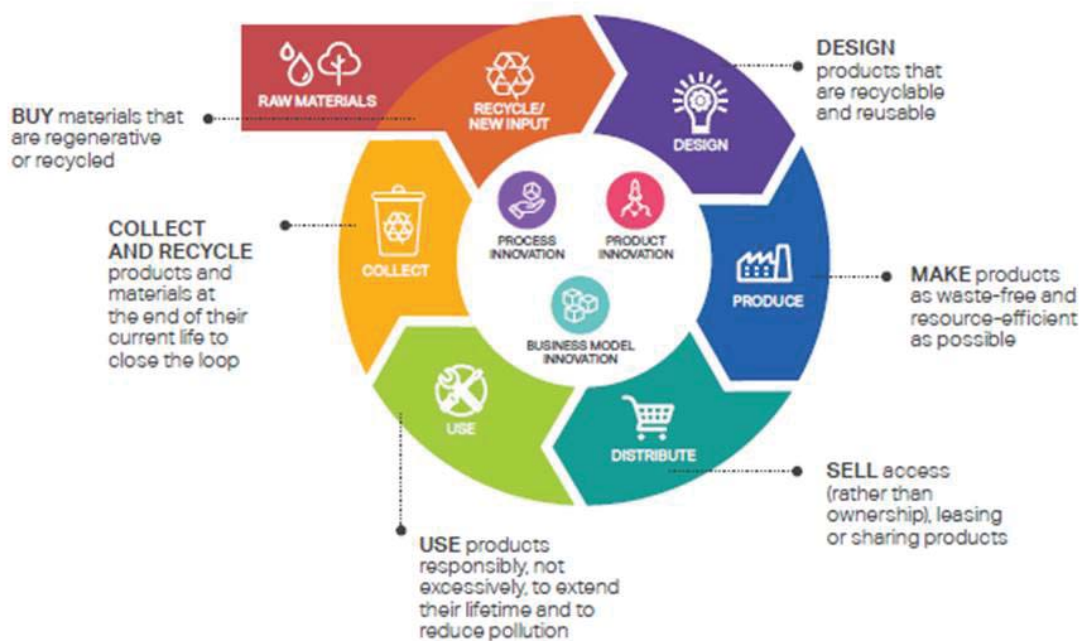 RAW MATERIALS
RECYCLE/
NEW INPUT
DESIGN
PRODUCE
DISTRIBUTE
USE
COLLECT
PROCESS
INNOVATION
PRODUCT
INNOVATION
BUSINESS MODEL
INNOVATION
DESIGN
products that
are recyclable
and reusable
MAKE products
as waste-free and
resource-efficient
as possible
SELL access
(rather than
ownership), leasing
or sharing products
USE products
responsibly, not
excessively, to extend
their lifetime and to
reduce pollution
COLLECT
AND RECYCLE
products and
materials at
the end of their
current life to
close the loop
BUY materials that
are regenerative
or recycled